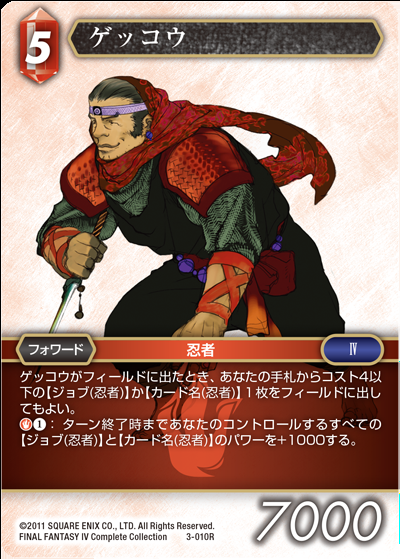 5
ゲッコウ
フォワード
忍者
IV
ゲッコウがフィールドに出たとき、あなたの手札からコスト4以
下の【ジョブ(忍者)】か【カード名(忍者)】1枚をフィールドに出し
てもよい。
1：ターン終了時まであなたのコントロールするすべての
【ジョブ(忍者)】と【カード名(忍者)】のパワーを+1000する。
©2011 SQUARE ENIX CO., LTD. All Rights Reserved.
FINAL FANTASY IV Complete Collection 3-010R
7000